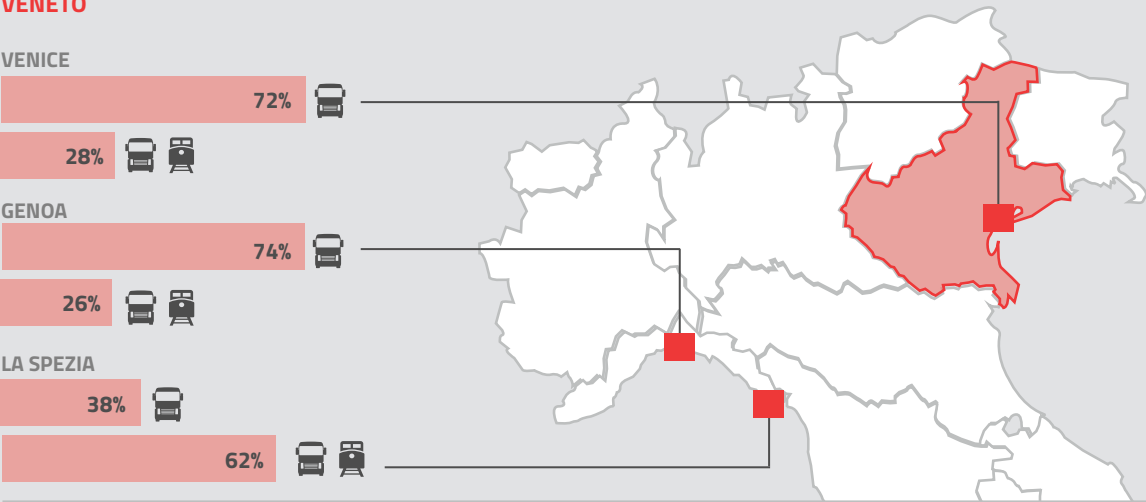 VENETO
VENICE
72%
28%
GENOA
74%
26%
LA SPEZIA
38%
62%